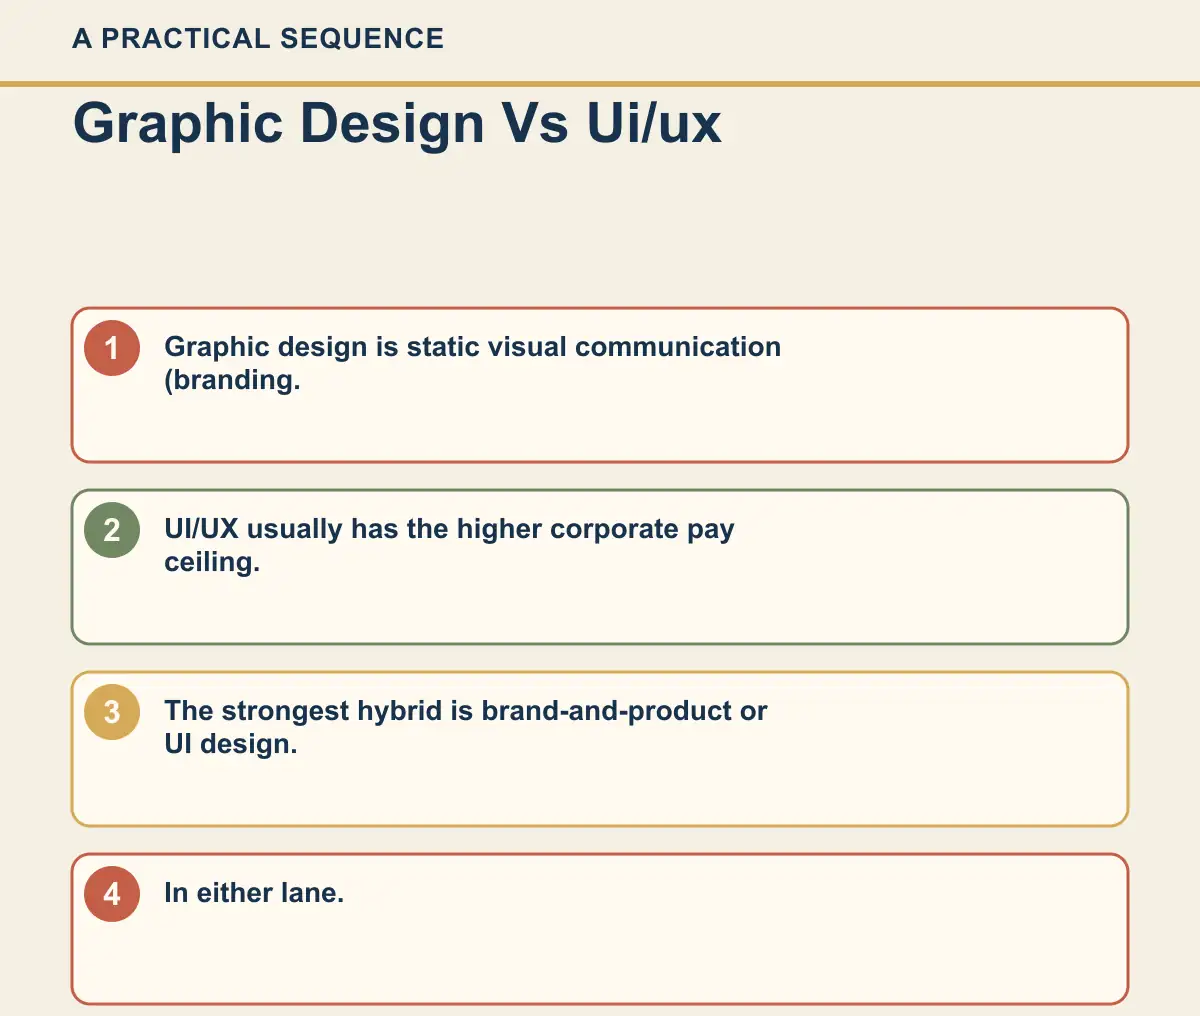 A PRACTICAL SEQUENCE
Graphic Design Vs Ui/ux
1
Graphic design is static visual communication
(branding.
2
UI/UX usually has the higher corporate pay
ceiling.
3
The strongest hybrid is brand-and-product or
UI design.
4
In either lane.